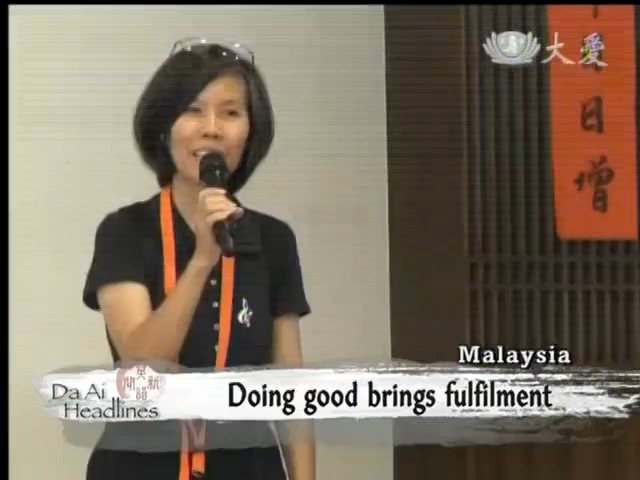 大愛
日增
Malaysia
Da Ai
Headlines
Doing good brings fulfilment